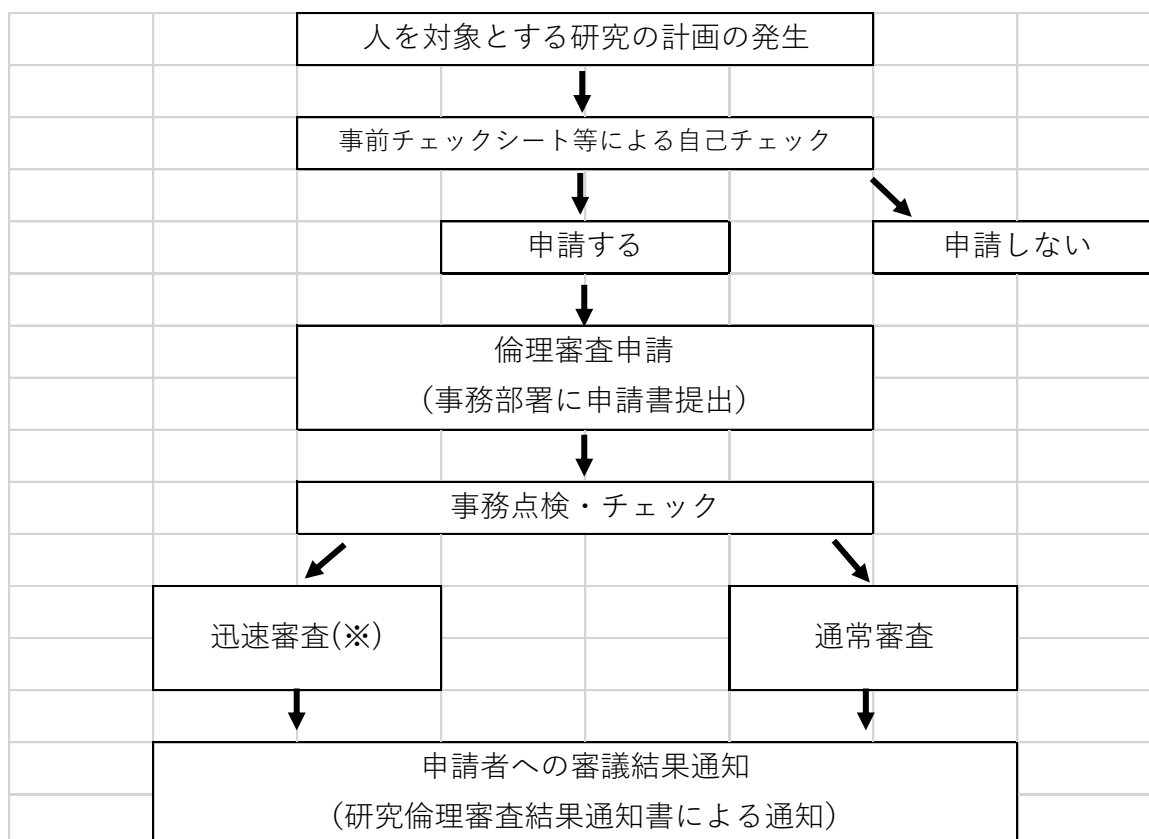 人を対象とする研究の計画の発生
事前チェックシート等による自己チェック
申請する
申請しない
倫理審査申請
(事務部署に申請書提出)
事務点検・チェック
迅速審査(※)
通常審査
申請者への審議結果通知
(研究倫理審査結果通知書による通知)